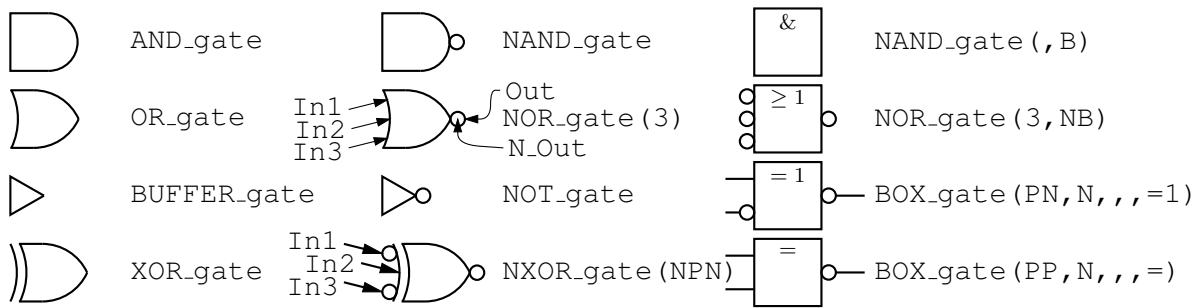 AND_gate NAND_gate & NAND_gate(,B)
Out
In1 ≥ 1
OR_gate In2 NOR_gate(3) NOR_gate(3,NB)
In3 N_Out
BUFFER_gate NOT_gate = 1 BOX_gate(PN,N,,,=1)
In1
XOR_gate In2 NXOR_gate(NPN) = BOX_gate(PP,N,,,=)
In3